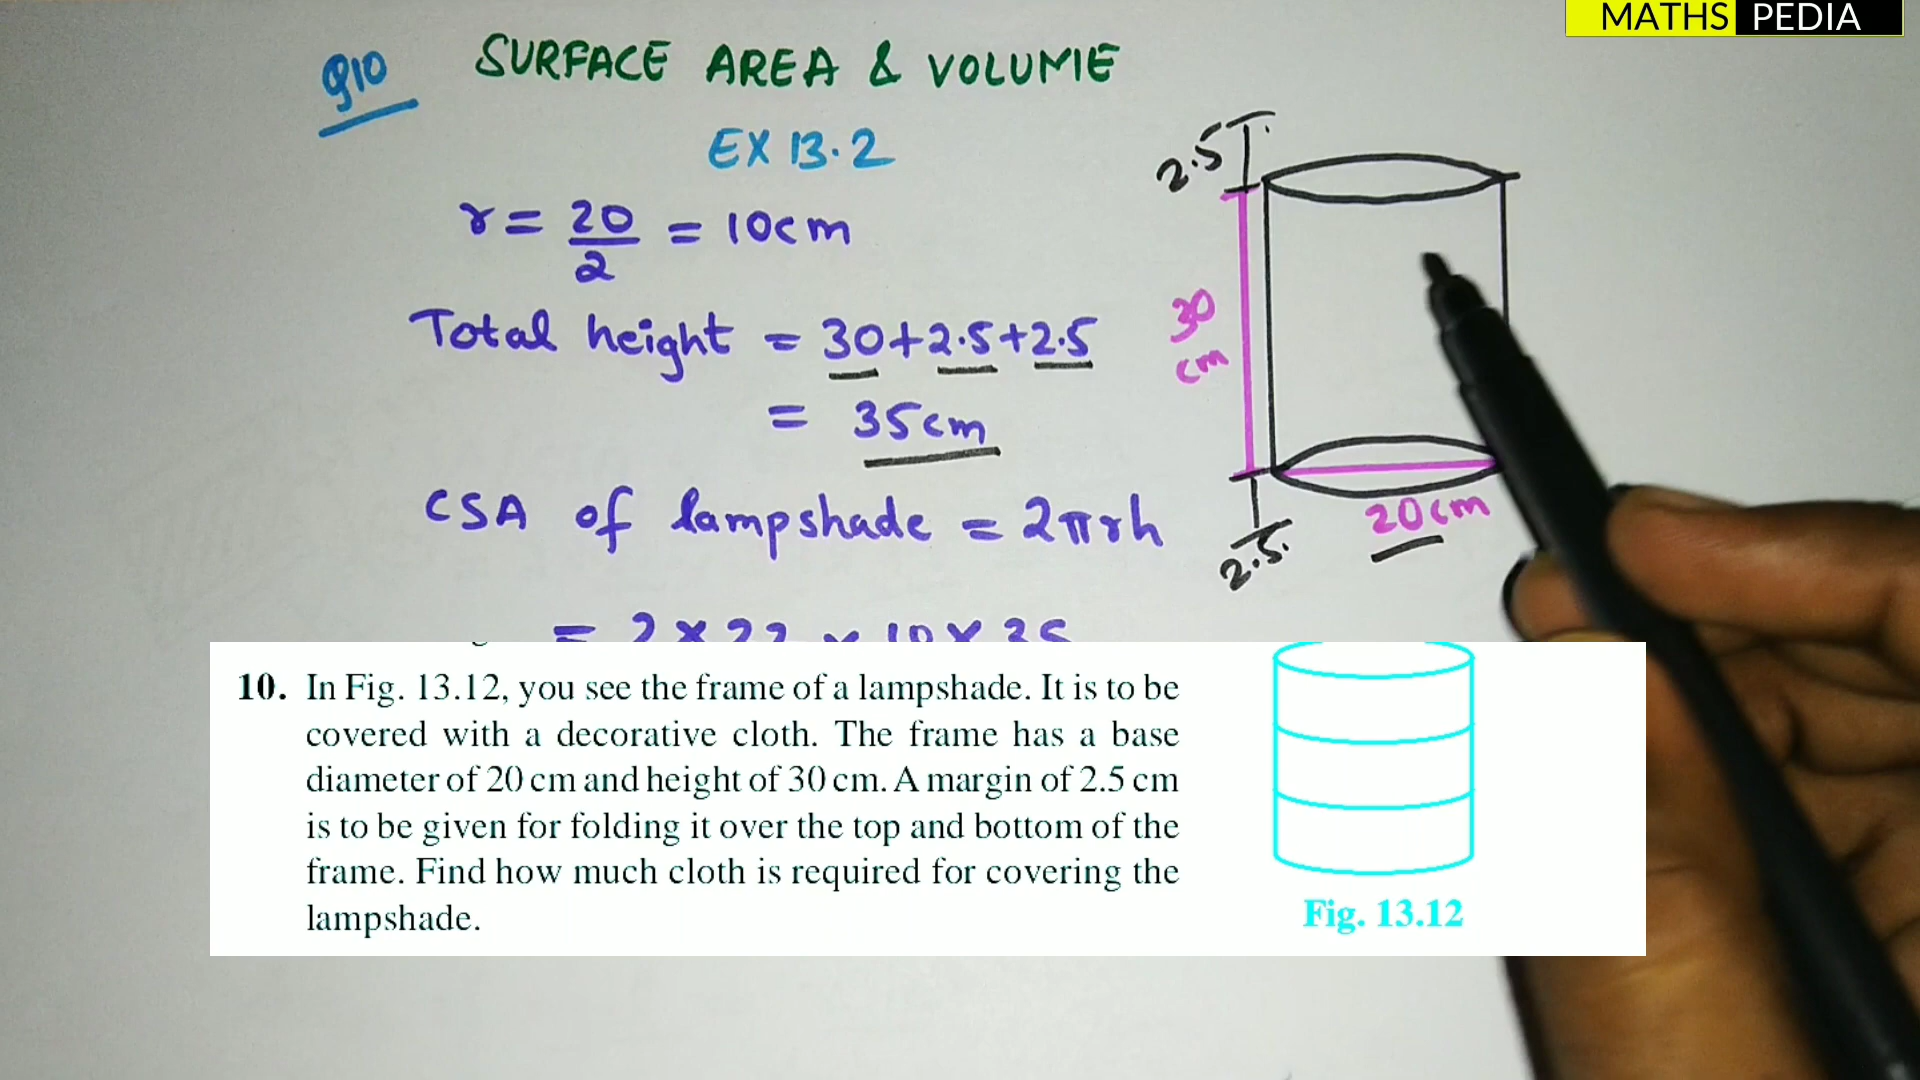 MATHS PEDIA
Q10 SURFACE AREA & VOLUME
EX 13.2
r = 20/2 = 10cm
Total height = 30+2.5+2.5
= 35cm
CSA of lampshade = 2πrh
= 2 × 22 × 10 × 35
2.5
30 cm
20cm
2.5.
10. In Fig. 13.12, you see the frame of a lampshade. It is to be
covered with a decorative cloth. The frame has a base
diameter of 20 cm and height of 30 cm. A margin of 2.5 cm
is to be given for folding it over the top and bottom of the
frame. Find how much cloth is required for covering the
lampshade.
Fig. 13.12